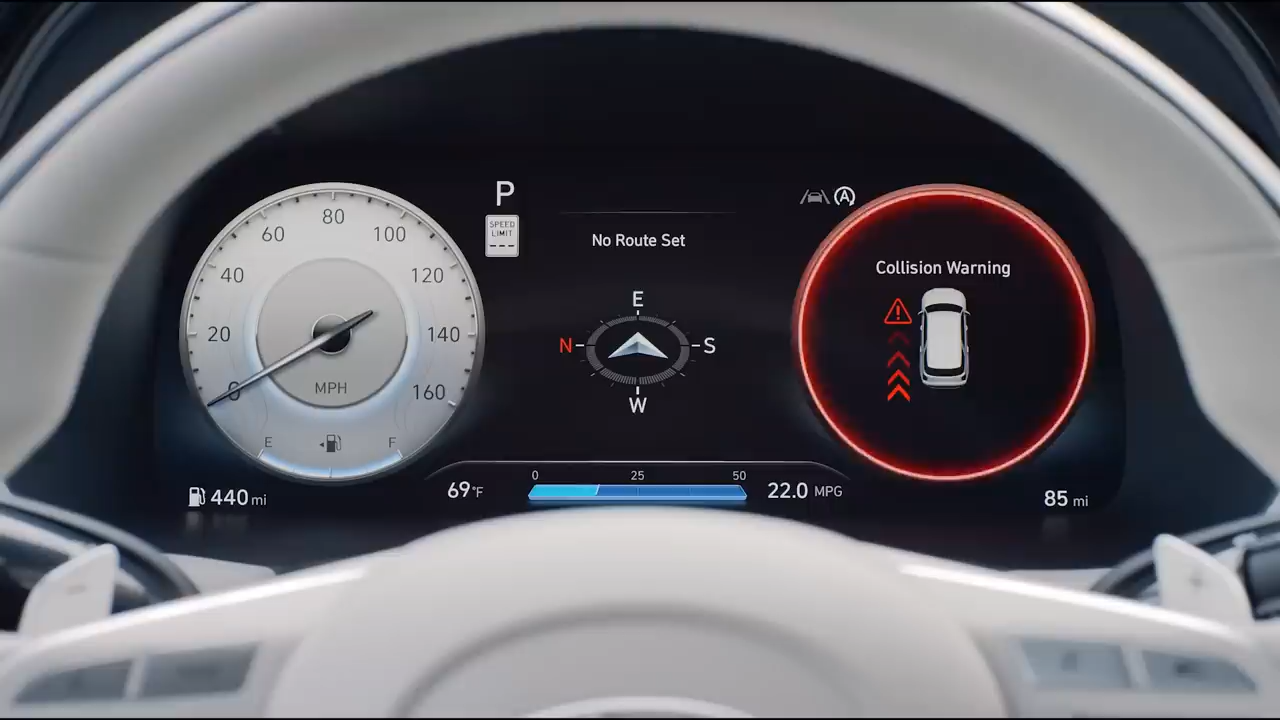 P
SPEED
LIMIT
---
80
60
100
40
120
20
140
0
160
MPH
E
F
440 mi
No Route Set
E
N
S
W
0
25
50
69°F
22.0 MPG
A
Collision Warning
85 mi